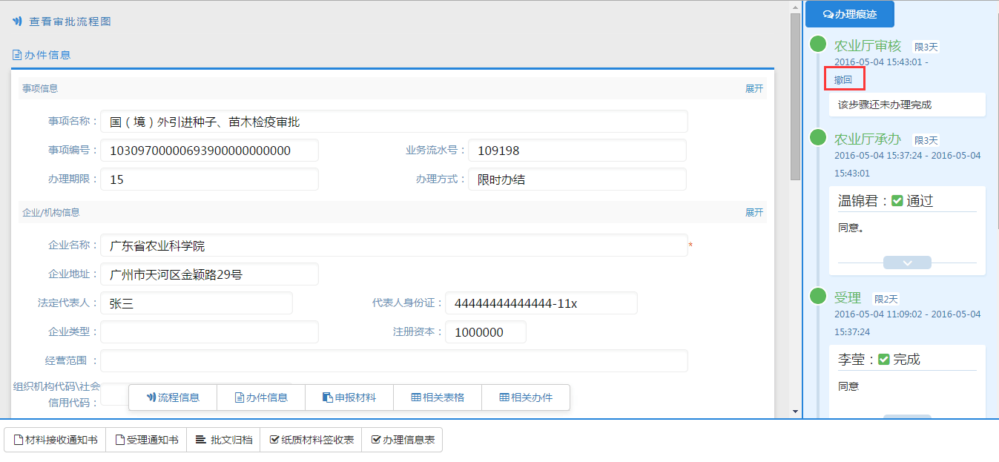 查看审批流程图
办件信息
事项信息 展开
事项名称： 国（境）外引进种子、苗木检疫审批
事项编号： 10309700000693900000000000 业务流水号： 109198
办理期限： 15 办理方式： 限时办结
企业/机构信息 展开
企业名称： 广东省农业科学院 *
企业地址： 广州市天河区金颖路29号
法定代表人： 张三 代表人身份证： 44444444444444-11x
企业类型： 注册资本： 1000000
经营范围 ：
组织机构代码\社会
信用代码：
流程信息 办件信息 申报材料 相关表格 相关办件
材料接收通知书 受理通知书 批文归档 纸质材料签收表 办理信息表
办理痕迹
农业厅审核 限3天
2016-05-04 15:43:01 -
撤回
该步骤还未办理完成
农业厅承办 限3天
2016-05-04 15:37:24 - 2016-05-04
15:43:01
温锦君：通过
同意。
受理 限2天
2016-05-04 11:09:02 - 2016-05-04
15:37:24
李莹：完成
同意